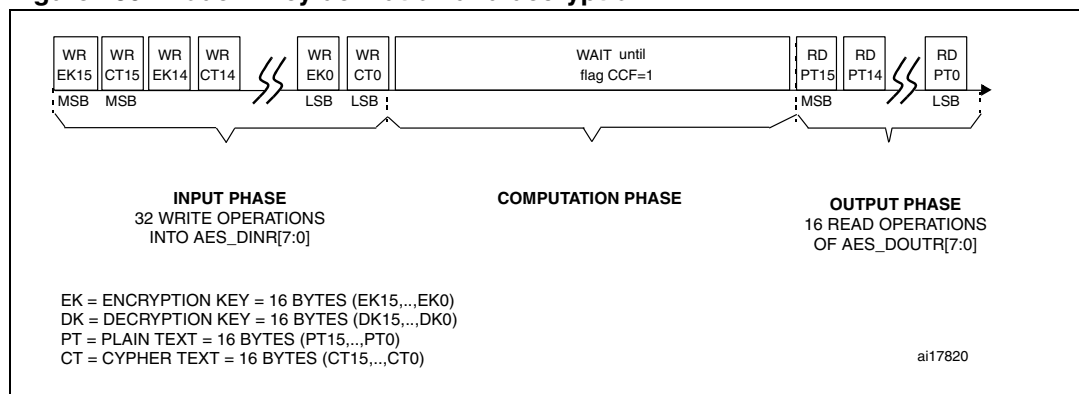 WR EK15 WR CT15 WR EK14 WR CT14 WR EK0 WR CT0 WAIT until flag CCF=1 RD PT15 RD PT14 RD PT0
MSB MSB LSB LSB MSB LSB
INPUT PHASE
32 WRITE OPERATIONS
INTO AES_DINR[7:0]
COMPUTATION PHASE
OUTPUT PHASE
16 READ OPERATIONS
OF AES_DOUTR[7:0]
EK = ENCRYPTION KEY = 16 BYTES (EK15,..,EK0)
DK = DECRYPTION KEY = 16 BYTES (DK15,..,DK0)
PT = PLAIN TEXT = 16 BYTES (PT15,..,PT0)
CT = CYPHER TEXT = 16 BYTES (CT15,..,CT0)
ai17820